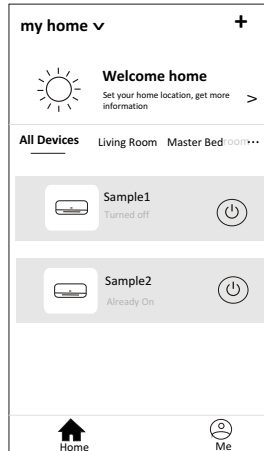 my home
Welcome home
Set your home location, get more
information
All Devices
Living Room
Master Bedroom...
Sample1
Turned off
Sample2
Already On
Home
Me